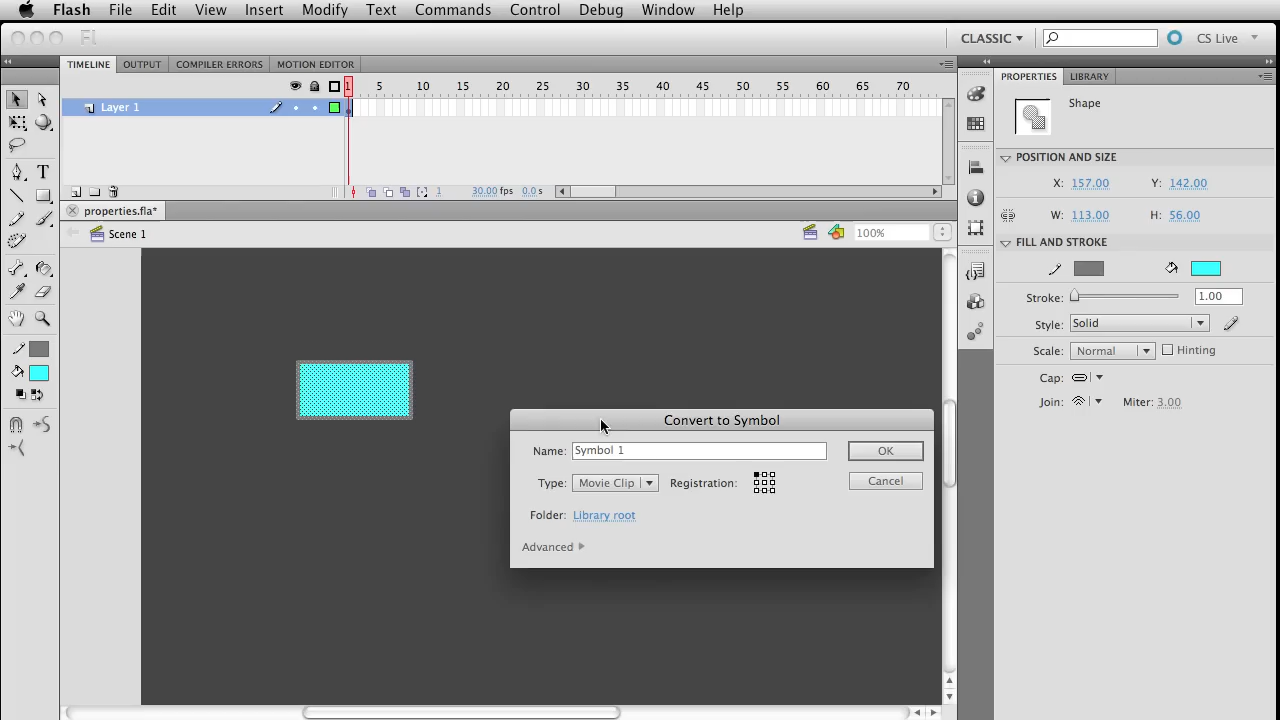 Flash File Edit View Insert Modify Text Commands Control Debug Window Help
Fl CLASSIC CS Live
TIMELINE OUTPUT COMPILER ERRORS MOTION EDITOR
1 5 10 15 20 25 30 35 40 45 50 55 60 65 70
Layer 1
1 30.00 fps 0.0 s
properties.fla*
Scene 1
100%
Convert to Symbol
Name: Symbol 1 OK
Type: Movie Clip Registration: Cancel
Folder: Library root
Advanced
PROPERTIES LIBRARY
Shape
POSITION AND SIZE
X: 157.00 Y: 142.00
W: 113.00 H: 56.00
FILL AND STROKE
Stroke: 1.00
Style: Solid
Scale: Normal Hinting
Cap:
Join: Miter: 3.00